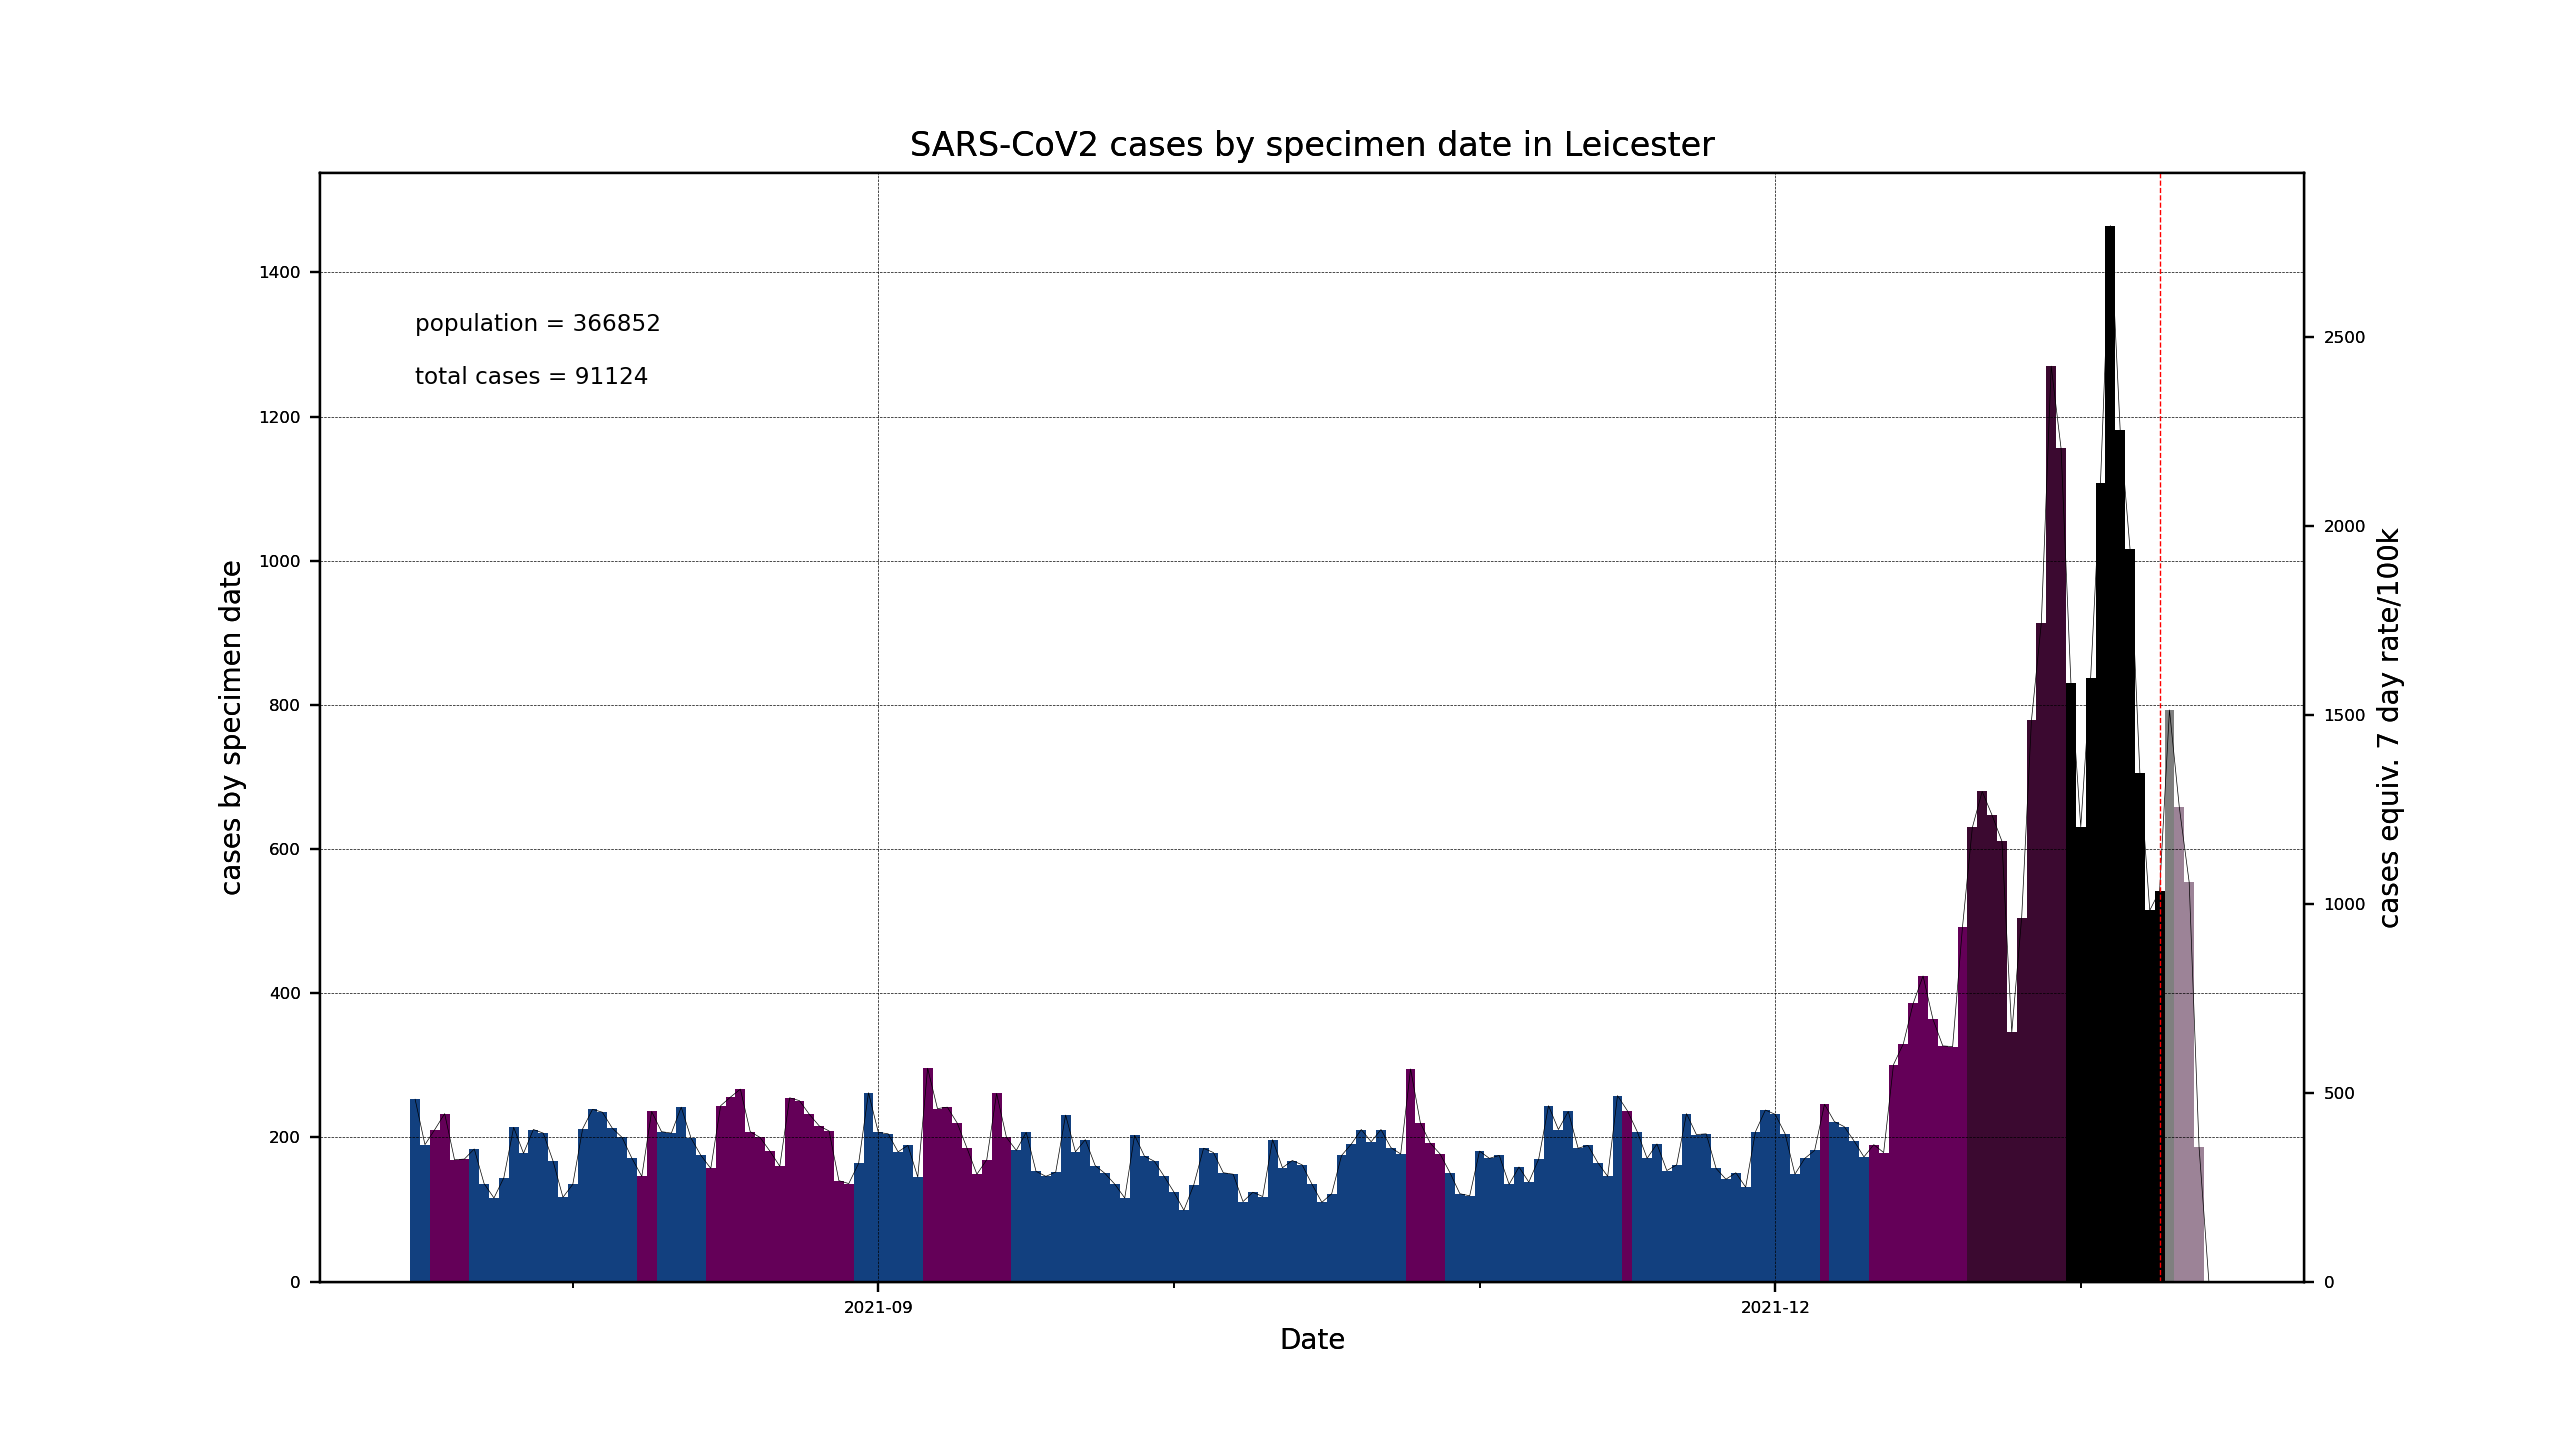 SARS-CoV2 cases by specimen date in Leicester
population = 366852
total cases = 91124
cases by specimen date
1400
1200
1000
800
600
400
200
0
2500
2000
1500
1000
500
0
cases equiv. 7 day rate/100k
2021-09
2021-12
Date